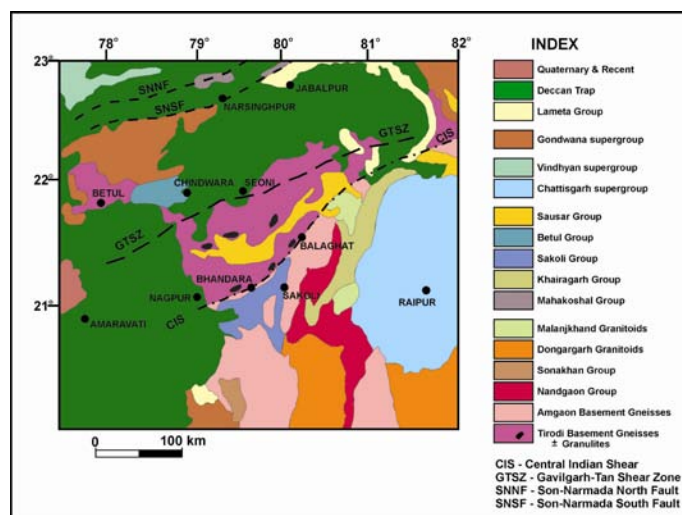 78° 79° 80° 81° 82°
23°
22°
21°
SNNF
SNSF
JABALPUR
NARSINGHPUR
GTSZ
CIS
CHINDWARA
SEONI
BETUL
GTSZ
BALAGHAT
BHANDARA
NAGPUR
SAKOLI
RAIPUR
AMARAVATI
CIS
0 100 km
INDEX
Quaternary & Recent
Deccan Trap
Lameta Group
Gondwana supergroup
Vindhyan supergroup
Chattisgarh supergroup
Sausar Group
Betul Group
Sakoli Group
Khairagarh Group
Mahakoshal Group
Malanjkhand Granitoids
Dongargarh Granitoids
Sonakhan Group
Nandgaon Group
Amgaon Basement Gneisses
Tirodi Basement Gneisses
± Granulites
CIS - Central Indian Shear
GTSZ - Gavilgarh-Tan Shear Zone
SNNF - Son-Narmada North Fault
SNSF - Son-Narmada South Fault